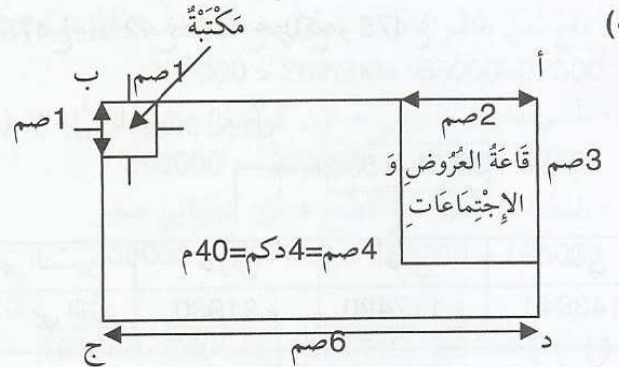 مَكْتَبْةٌ
أ
ب
1صم
1صم
2صم
3صم
قَاعَةُ العُرُوضِ و
الإِجْتِمَاعَاتِ
4صم=4دكم=40م
6صم
د
ج